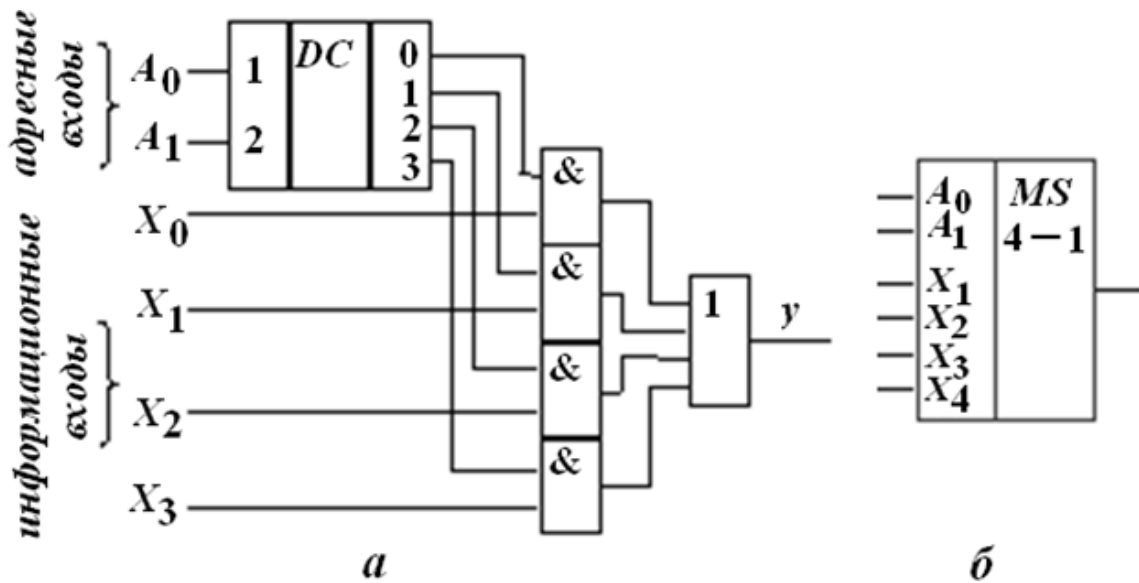 адресные
входы
A0
A1
1
2
DC
0
1
2
3
информационные
входы
X0
X1
X2
X3
&
&
&
&
1
y
a
A0
A1
X1
X2
X3
X4
MS
4-1
б